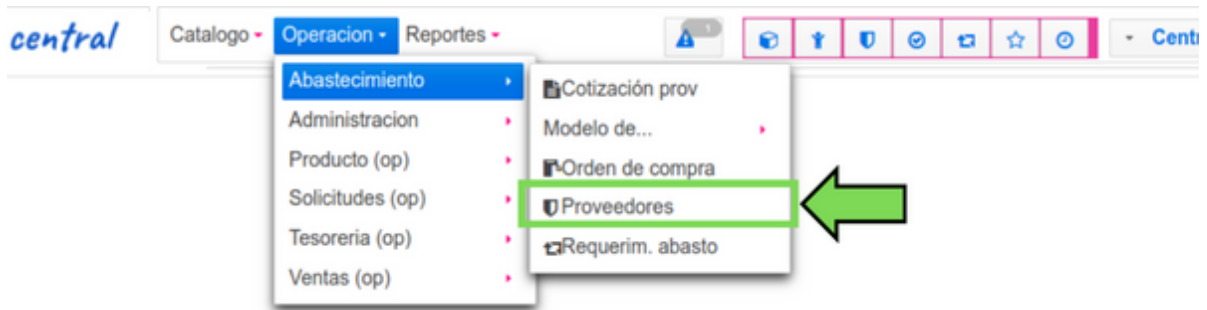 central
Catalogo Operacion Reportes
1
Abastecimiento
Administracion
Producto (op)
Solicitudes (op)
Tesoreria (op)
Ventas (op)
Cotización prov
Modelo de...
Orden de compra
Proveedores
Requerim. abasto